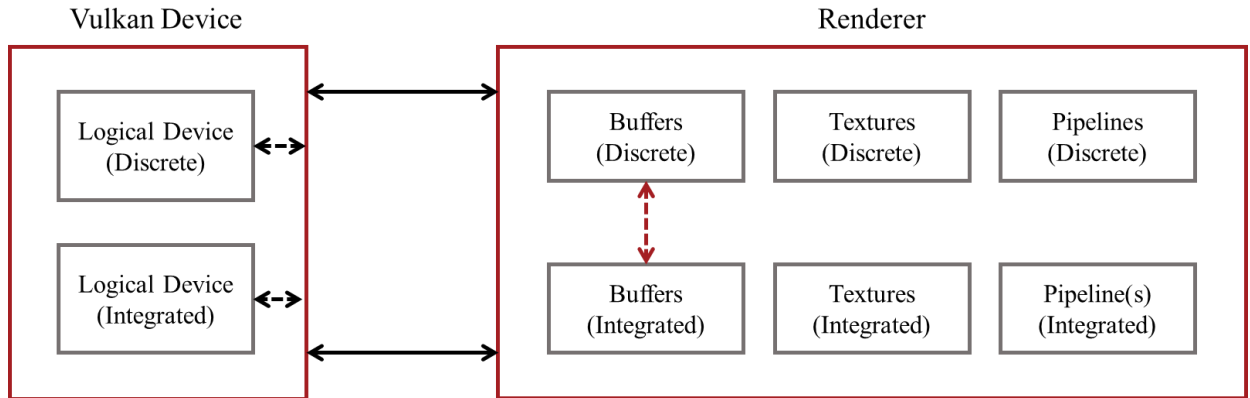 Vulkan Device
Renderer
Logical Device
(Discrete)
Buffers
(Discrete)
Textures
(Discrete)
Pipelines
(Discrete)
Logical Device
(Integrated)
Buffers
(Integrated)
Textures
(Integrated)
Pipeline(s)
(Integrated)